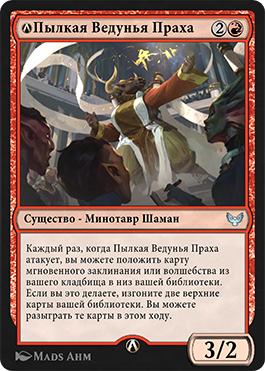 Пылкая Ведунья Праха 2
Существо - Минотавр Шаман
Каждый раз, когда Пылкая Ведунья Праха
атакует, вы можете положить карту
мгновенного заклинания или волшебства из
вашего кладбища в низ вашей библиотеки.
Если вы это делаете, изгоните две верхние
карты вашей библиотеки. Вы можете
разыграть те карты в этом ходу.
Mads Ahm
3/2